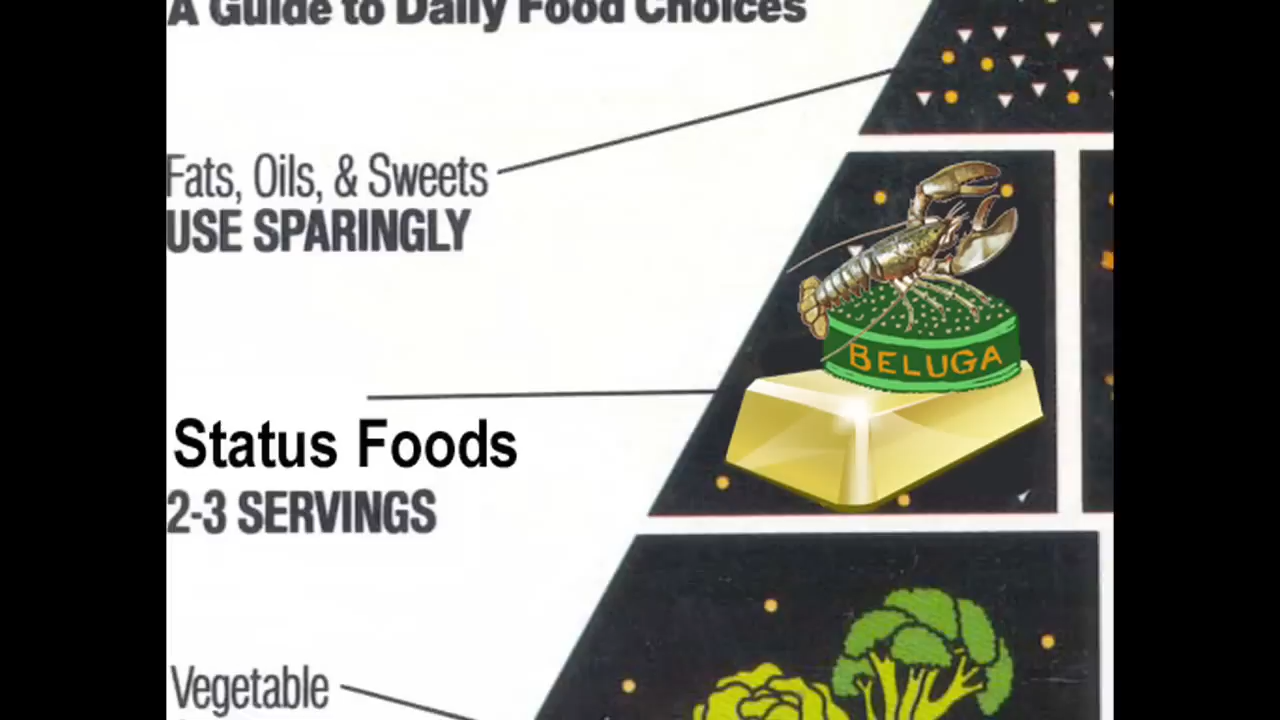 A Guide to Daily Food Choices
Fats, Oils, & Sweets
USE SPARINGLY
BELUGA
Status Foods
2-3 SERVINGS
Vegetable